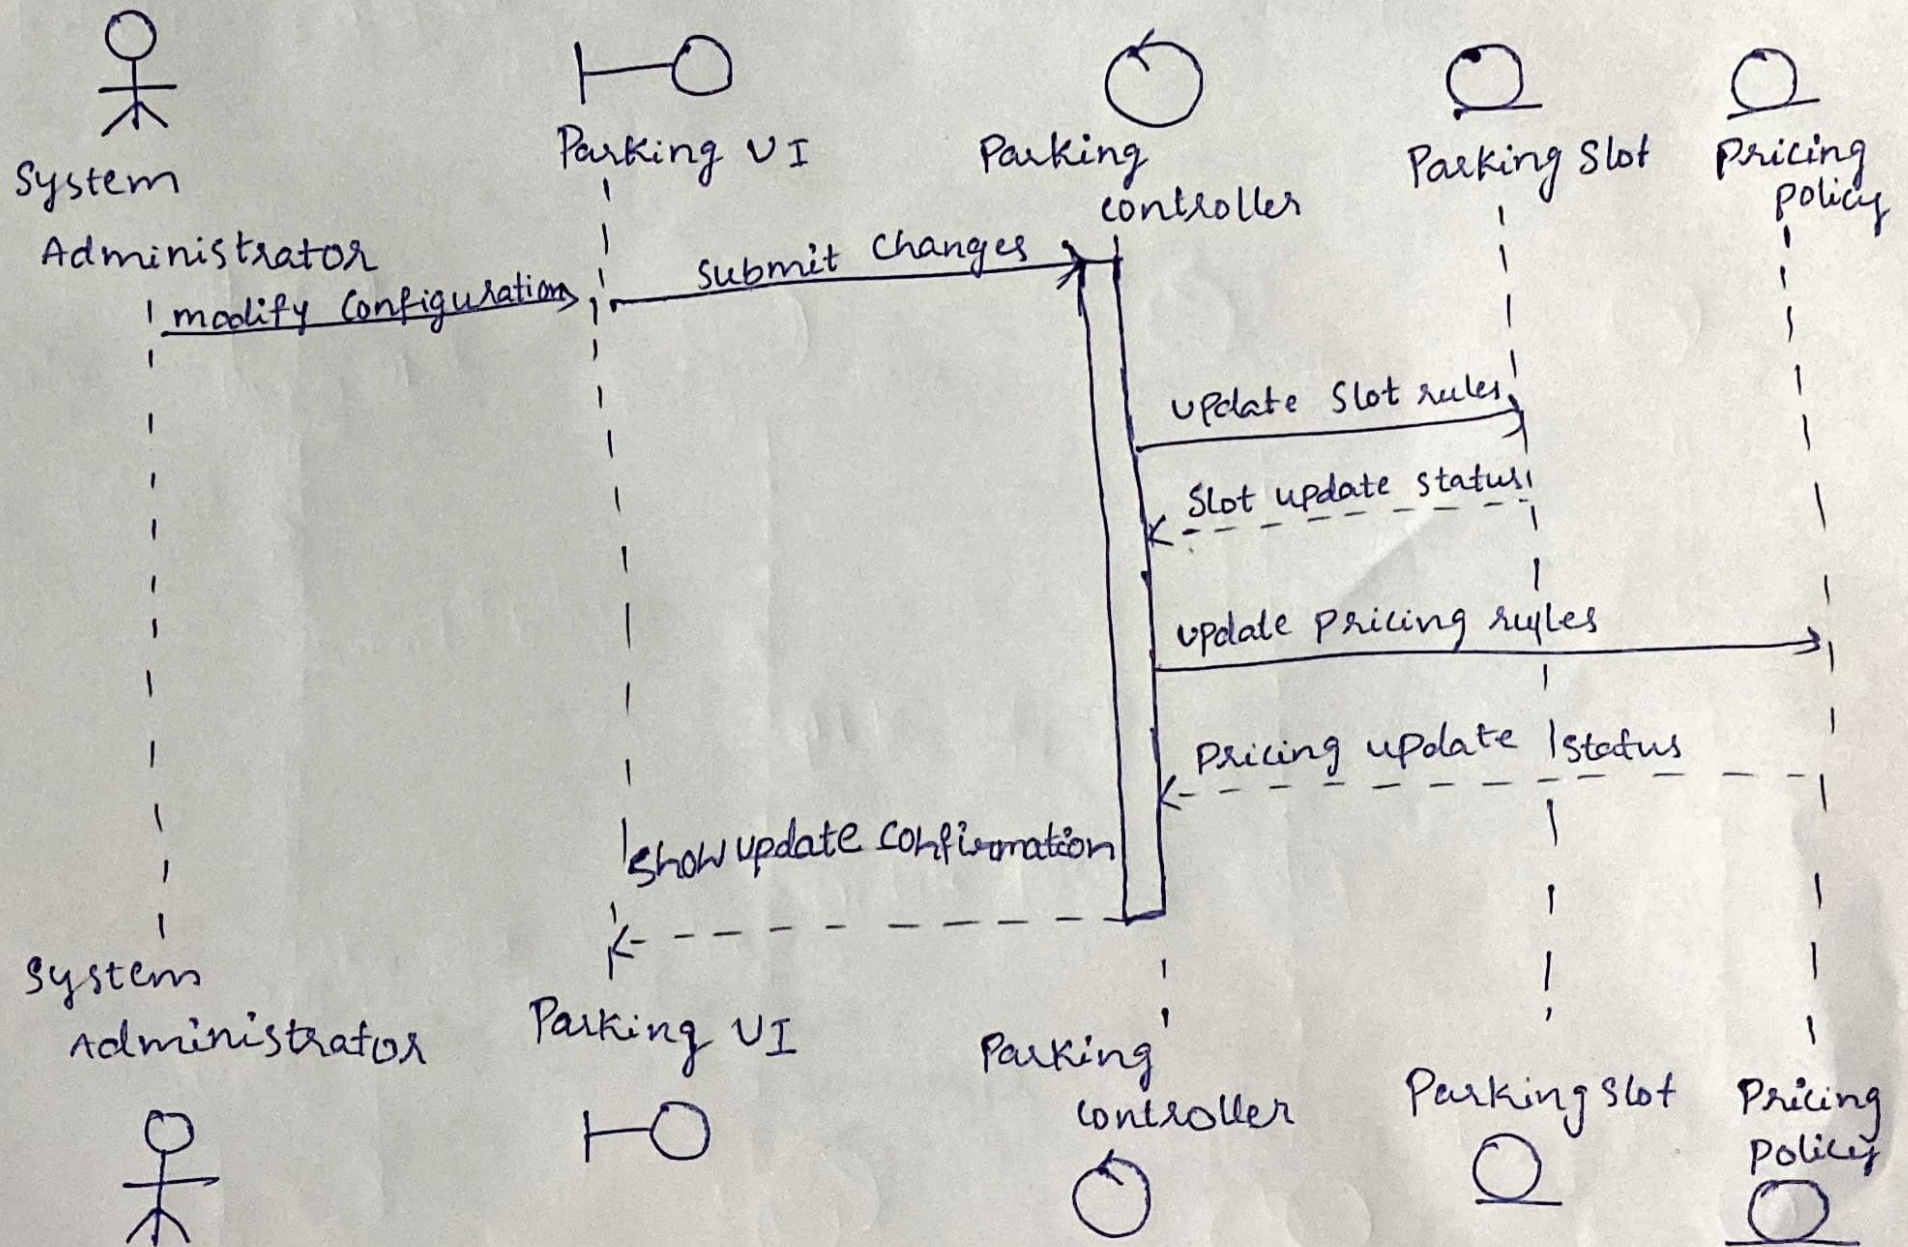 System
Administrator
Parking UI
Parking
controller
Parking Slot
Pricing
Policy
modify Configuration
Submit Changes
update Slot rules
Slot update status
update Pricing rules
Pricing update status
Show update confirmation
System
Administrator
Parking UI
Parking
controller
Parking Slot
Pricing
Policy